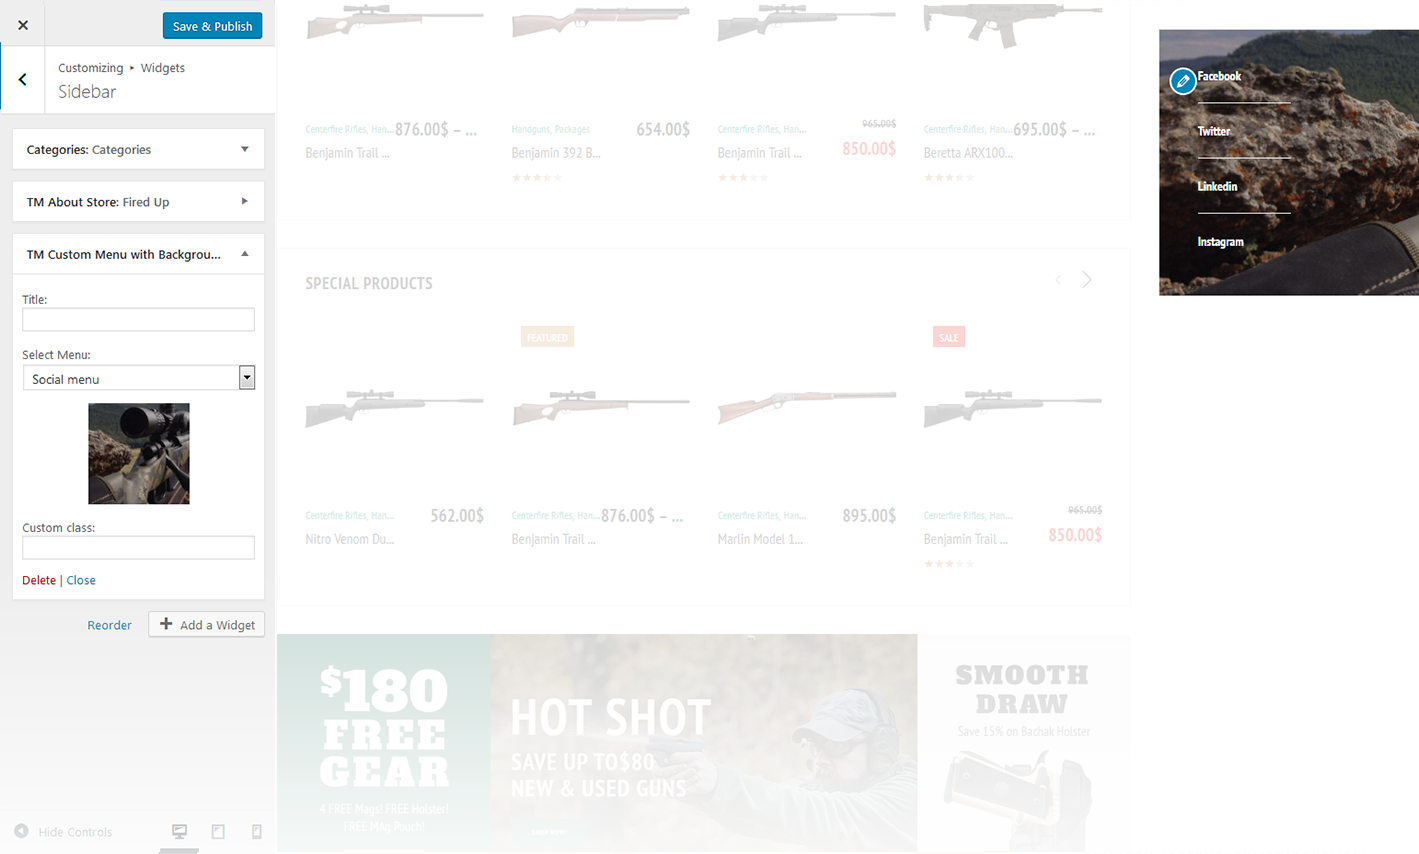 Save & Publish
Customizing ▸ Widgets
Sidebar
Categories: Categories
TM About Store: Fired Up
TM Custom Menu with Backgrou...
Title:
Select Menu:
Social menu
Custom class:
Delete | Close
Reorder
Add a Widget
Hide Controls
Centerfire Rifles, Han... 876.00$ – ...
Benjamin Trail ...
Handguns, Packages 654.00$
Benjamin 392 B...
Centerfire Rifles, Han... 965.00$
850.00$
Benjamin Trail ...
Centerfire Rifles, Han... 695.00$ – ...
Beretta ARX100...
SPECIAL PRODUCTS
FEATURED
SALE
Centerfire Rifles, Han... 562.00$
Nitro Venom Du...
Centerfire Rifles, Han... 876.00$ – ...
Benjamin Trail ...
Centerfire Rifles, Han... 895.00$
Marlin Model 1...
Centerfire Rifles, Han... 965.00$
850.00$
Benjamin Trail ...
$180
FREE
GEAR
4 FREE Mags! FREE Holster!
FREE MAg Pouch!
HOT SHOT
SAVE UP TO$80
NEW & USED GUNS
SMOOTH
DRAW
Save 15% on Bachak Holster
Facebook
Twitter
Linkedin
Instagram